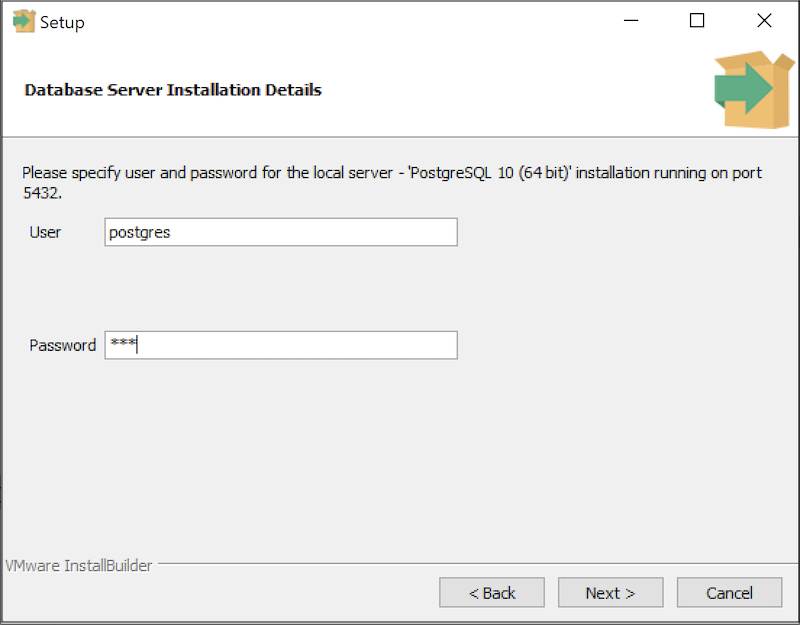 Setup
Database Server Installation Details
Please specify user and password for the local server - 'PostgreSQL 10 (64 bit)' installation running on port
5432.
User postgres
Password ***
VMware InstallBuilder
< Back Next > Cancel